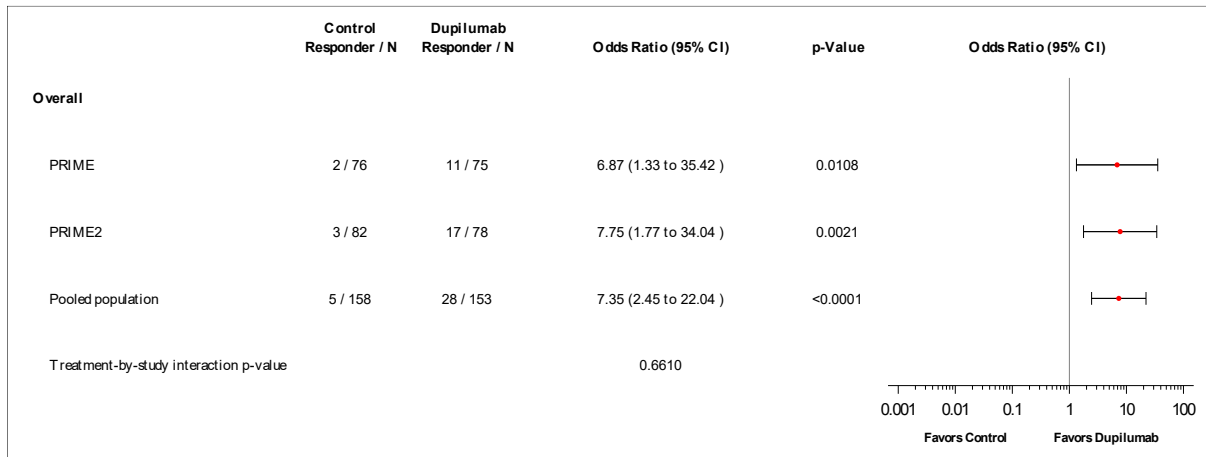 Control Responder / N Dupilumab Responder / N Odds Ratio (95% CI) p-Value Odds Ratio (95% CI)
Overall
PRIME 2 / 76 11 / 75 6.87 (1.33 to 35.42 ) 0.0108
PRIME2 3 / 82 17 / 78 7.75 (1.77 to 34.04 ) 0.0021
Pooled population 5 / 158 28 / 153 7.35 (2.45 to 22.04 ) <0.0001
Treatment-by-study interaction p-value 0.6610
0.001 0.01 0.1 1 10 100
Favors Control Favors Dupilumab